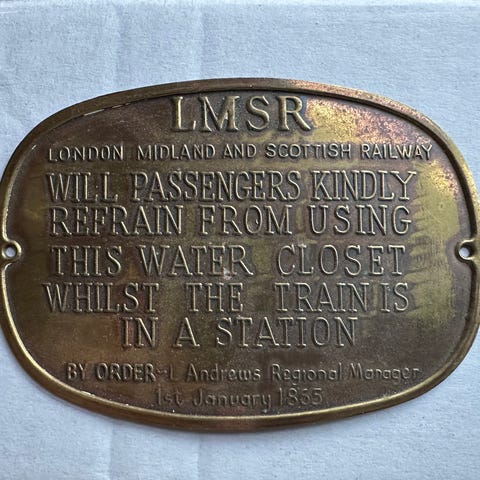 LMSR
LONDON MIDLAND AND SCOTTISH RAILWAY
WILL PASSENGERS KINDLY
REFRAIN FROM USING
THIS WATER CLOSET
WHILST THE TRAIN IS
IN A STATION
BY ORDER-L Andrews Regional Manager
1st January 1835